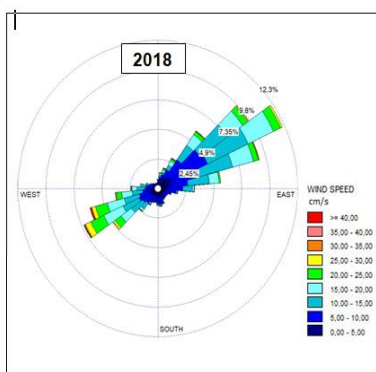 2018
12.3%
9.8%
7.35%
4.9%
2.45%
WEST
EAST
SOUTH
WIND SPEED
cm/s
>= 40,00
35,00 - 40,00
30,00 - 35,00
25,00 - 30,00
20,00 - 25,00
15,00 - 20,00
10,00 - 15,00
5,00 - 10,00
0,00 - 5,00